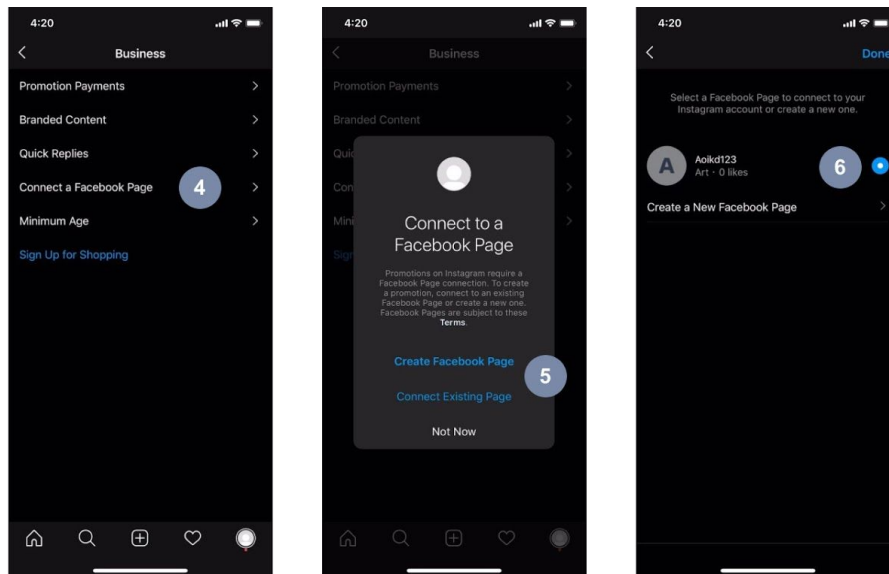 4:20
Business
Promotion Payments
Branded Content
Quick Replies
Connect a Facebook Page
4
Minimum Age
Sign Up for Shopping
4:20
Business
Promotion Payments
Branded Content
Connect to a
Facebook Page
Promotions on Instagram require a
Facebook Page connection. To create
a promotion, connect to an existing
Facebook Page or create a new one.
Facebook Pages are subject to these
Terms.
Create Facebook Page
5
Connect Existing Page
Not Now
4:20
Done
Select a Facebook Page to connect to your
Instagram account or create a new one.
A
Aoikd123
Art · 0 likes
6
Create a New Facebook Page